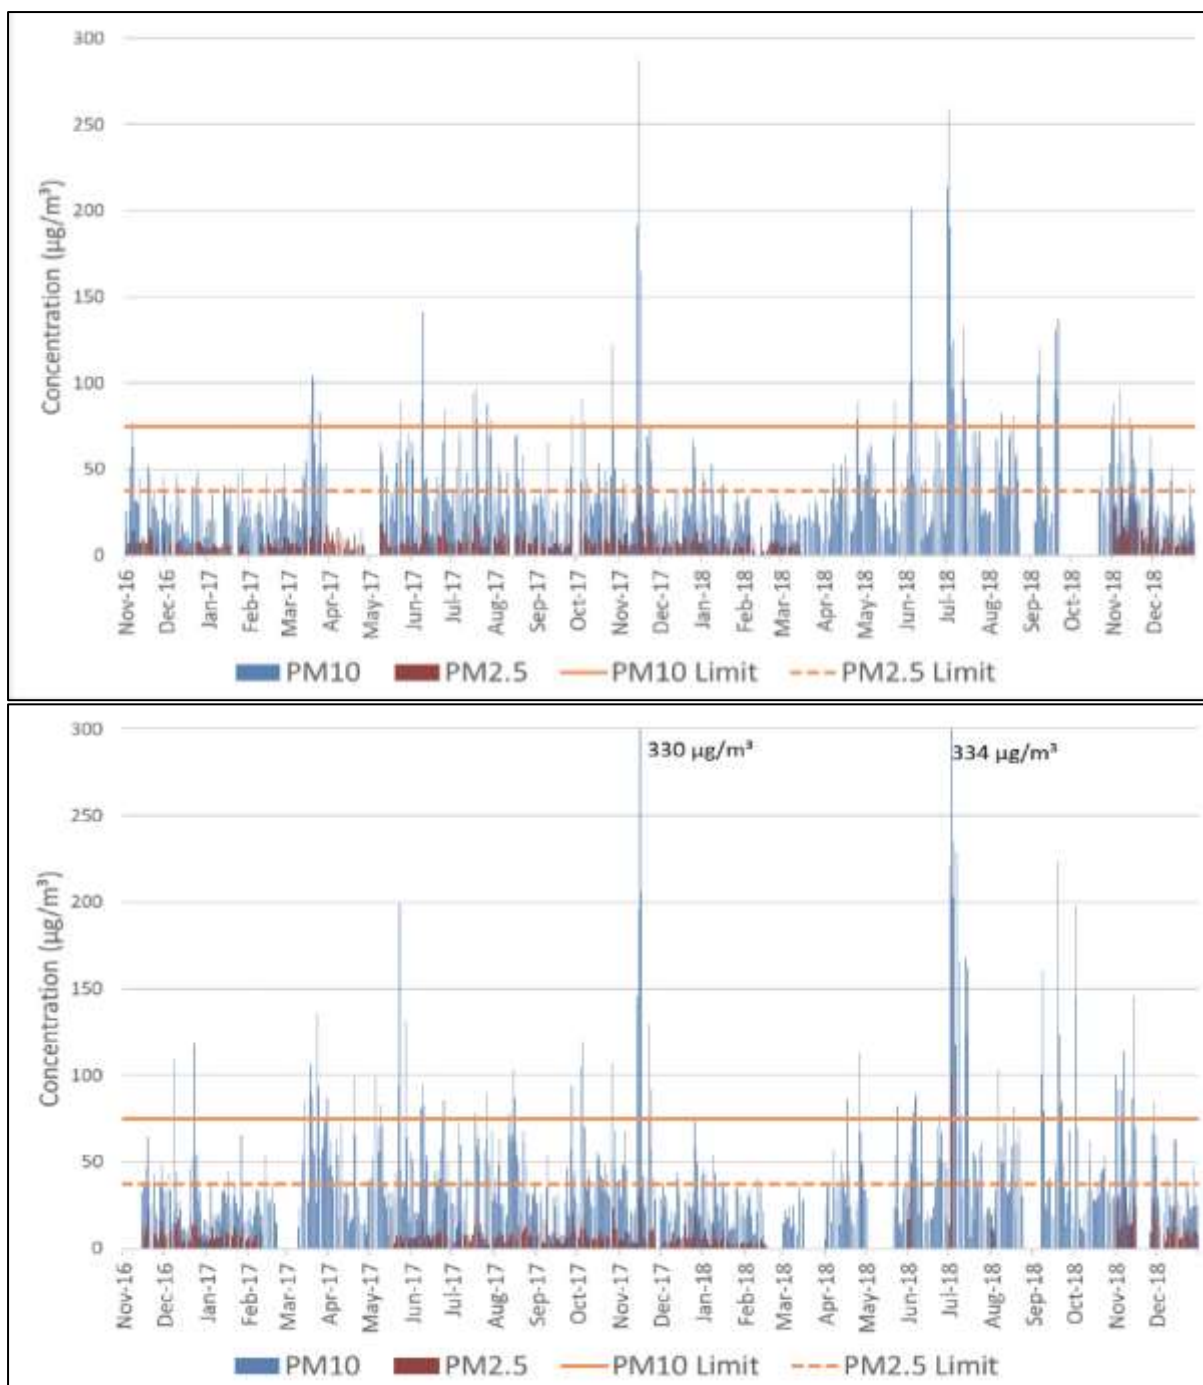 300
250
200
150
100
50
0
Concentration (µg/m³)
Nov-16 Dec-16 Jan-17 Feb-17 Mar-17 Apr-17 May-17 Jun-17 Jul-17 Aug-17 Sep-17 Oct-17 Nov-17 Dec-17 Jan-18 Feb-18 Mar-18 Apr-18 May-18 Jun-18 Jul-18 Aug-18 Sep-18 Oct-18 Nov-18 Dec-18
PM10 PM2.5 PM10 Limit PM2.5 Limit
300
330 µg/m³ 334 µg/m³
250
200
150
100
50
0
Concentration (µg/m³)
Nov-16 Dec-16 Jan-17 Feb-17 Mar-17 Apr-17 May-17 Jun-17 Jul-17 Aug-17 Sep-17 Oct-17 Nov-17 Dec-17 Jan-18 Feb-18 Mar-18 Apr-18 May-18 Jun-18 Jul-18 Aug-18 Sep-18 Oct-18 Nov-18 Dec-18
PM10 PM2.5 PM10 Limit PM2.5 Limit